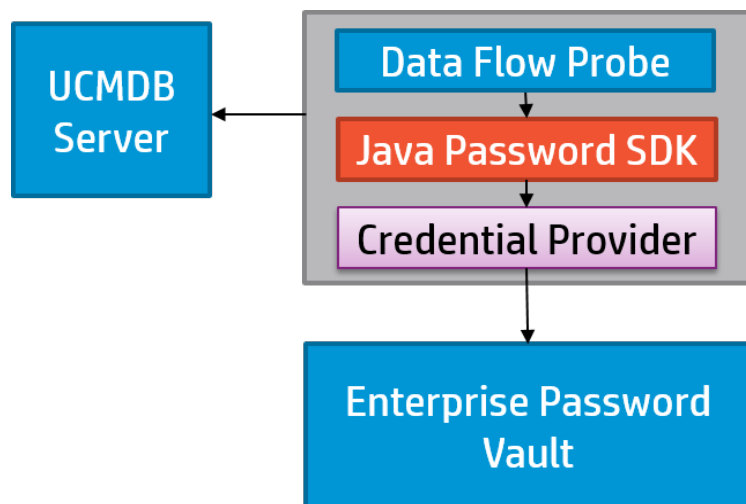 UCMDB
Server
Data Flow Probe
Java Password SDK
Credential Provider
Enterprise Password
Vault